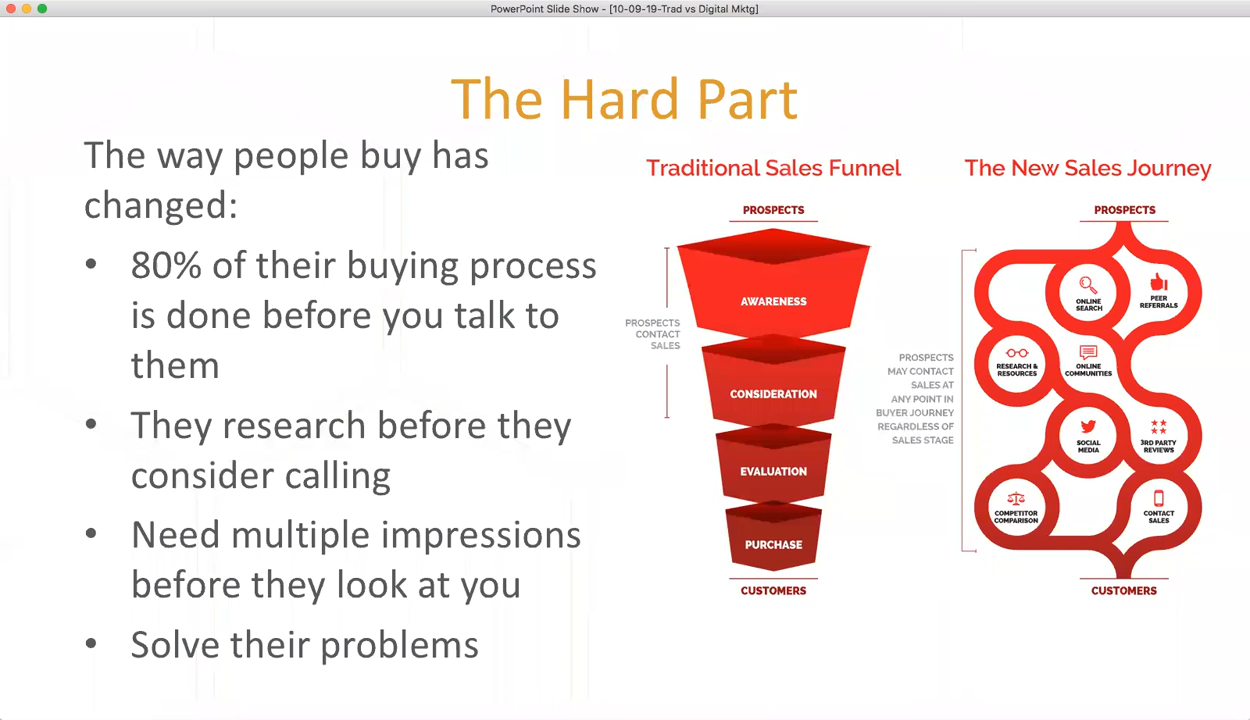 PowerPoint Slide Show - [10-09-19-Trad vs Digital Mktg]
The Hard Part
The way people buy has
changed:
• 80% of their buying process
is done before you talk to
them
• They research before they
consider calling
• Need multiple impressions
before they look at you
• Solve their problems
Traditional Sales Funnel
PROSPECTS
AWARENESS
PROSPECTS
CONTACT
SALES
CONSIDERATION
EVALUATION
PURCHASE
CUSTOMERS
The New Sales Journey
PROSPECTS
ONLINE
SEARCH
PEER
REFERRALS
RESEARCH &
RESOURCES
ONLINE
COMMUNITIES
PROSPECTS
MAY CONTACT
SALES AT
ANY POINT IN
BUYER JOURNEY
REGARDLESS OF
SALES STAGE
SOCIAL
MEDIA
3RD PARTY
REVIEWS
COMPETITOR
COMPARISON
CONTACT
SALES
CUSTOMERS